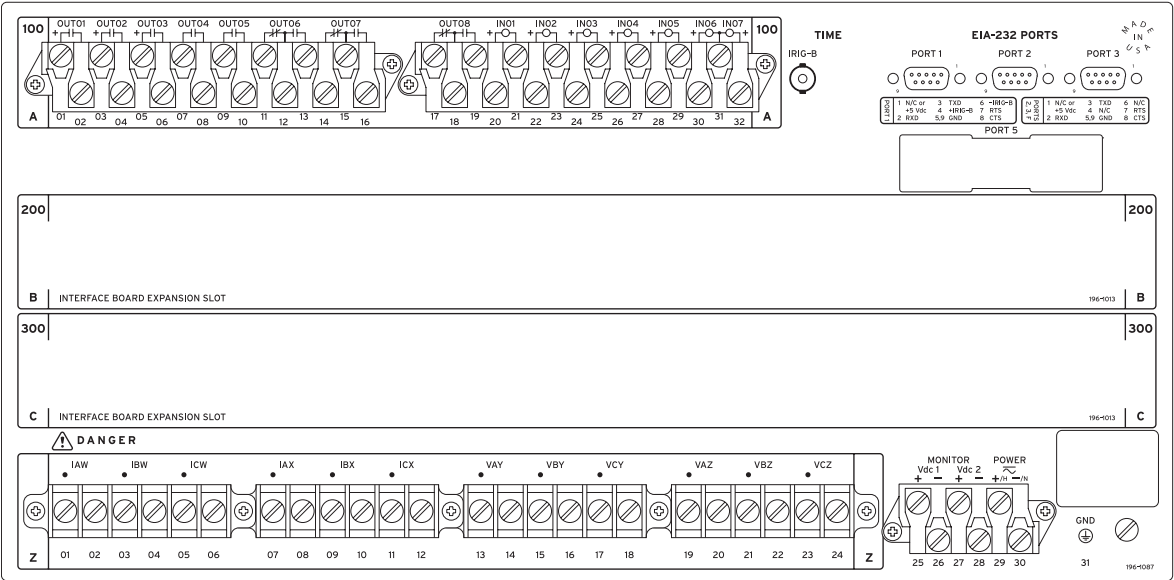 100 OUT01 OUT02 OUT03 OUT04 OUT05 OUT06 OUT07 OUT08 IN01 IN02 IN03 IN04 IN05 IN06 IN07 100
+ + + + + + + + + +
A 01 02 03 04 05 06 07 08 09 10 11 12 13 14 15 16 17 18 19 20 21 22 23 24 25 26 27 28 29 30 31 32 A
TIME
IRIG-B
EIA-232 PORTS
MADE IN USA
PORT 1 PORT 2 PORT 3
1 1 1
9 9 9
PORT 1
1 N/C or 3 TXD 6 -IRIG-B
+5 Vdc 4 +IRIG-B 7 RTS
2 RXD 5,9 GND 8 CTS
PORTS 2, 3, F
1 N/C or 3 TXD 6 N/C
+5 Vdc 4 N/C 7 RTS
2 RXD 5,9 GND 8 CTS
PORT 5
200 200
B INTERFACE BOARD EXPANSION SLOT 196-1013 B
300 300
C INTERFACE BOARD EXPANSION SLOT 196-1013 C
! DANGER
IAW IBW ICW IAX IBX ICX VAY VBY VCY VAZ VBZ VCZ
Z 01 02 03 04 05 06 07 08 09 10 11 12 13 14 15 16 17 18 19 20 21 22 23 24 Z
MONITOR POWER
Vdc 1 Vdc 2
+ − + − +/H −/N
25 26 27 28 29 30
GND
31
196-1087